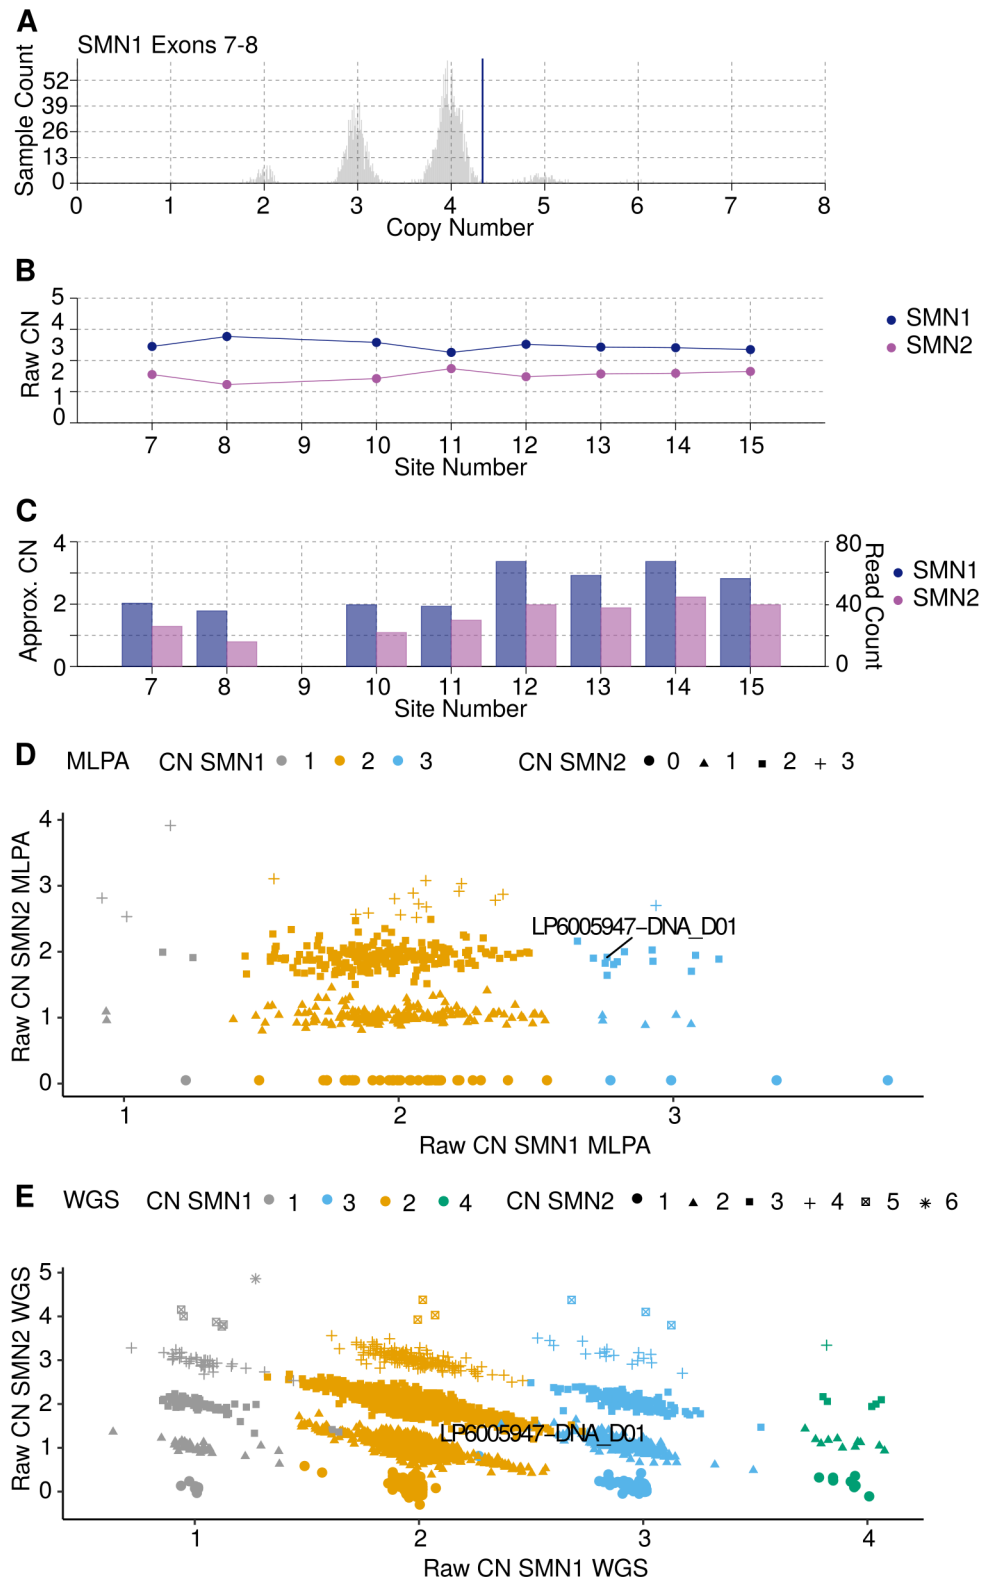 A
SMN1 Exons 7-8
Sample Count
52
39
26
13
0
0 1 2 3 4 5 6 7 8
Copy Number
B
Raw CN
5
4
3
2
1
0
7 8 9 10 11 12 13 14 15
Site Number
SMN1
SMN2
C
Approx. CN
4
2
0
80
40
0
Read Count
7 8 9 10 11 12 13 14 15
Site Number
SMN1
SMN2
D MLPA CN SMN1 1 2 3 CN SMN2 0 1 2 3
Raw CN SMN2 MLPA
4
3
2
1
0
LP6005947-DNA_D01
1 2 3
Raw CN SMN1 MLPA
E WGS CN SMN1 1 3 2 4 CN SMN2 1 2 3 4 5 6
Raw CN SMN2 WGS
5
4
3
2
1
0
LP6005947-DNA_D01
1 2 3 4
Raw CN SMN1 WGS